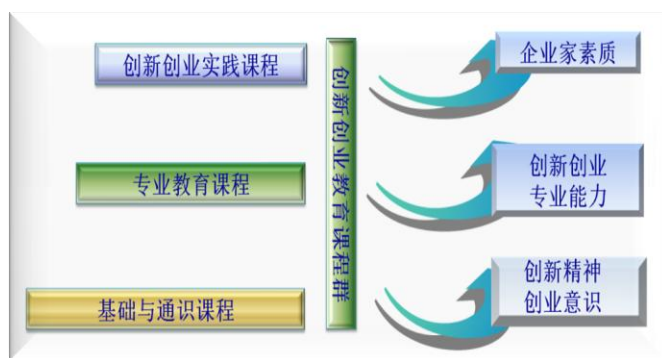 创新创业实践课程
专业教育课程
基础与通识课程
创新创业教育课程群
企业家素质
创新创业
专业能力
创新精神
创业意识